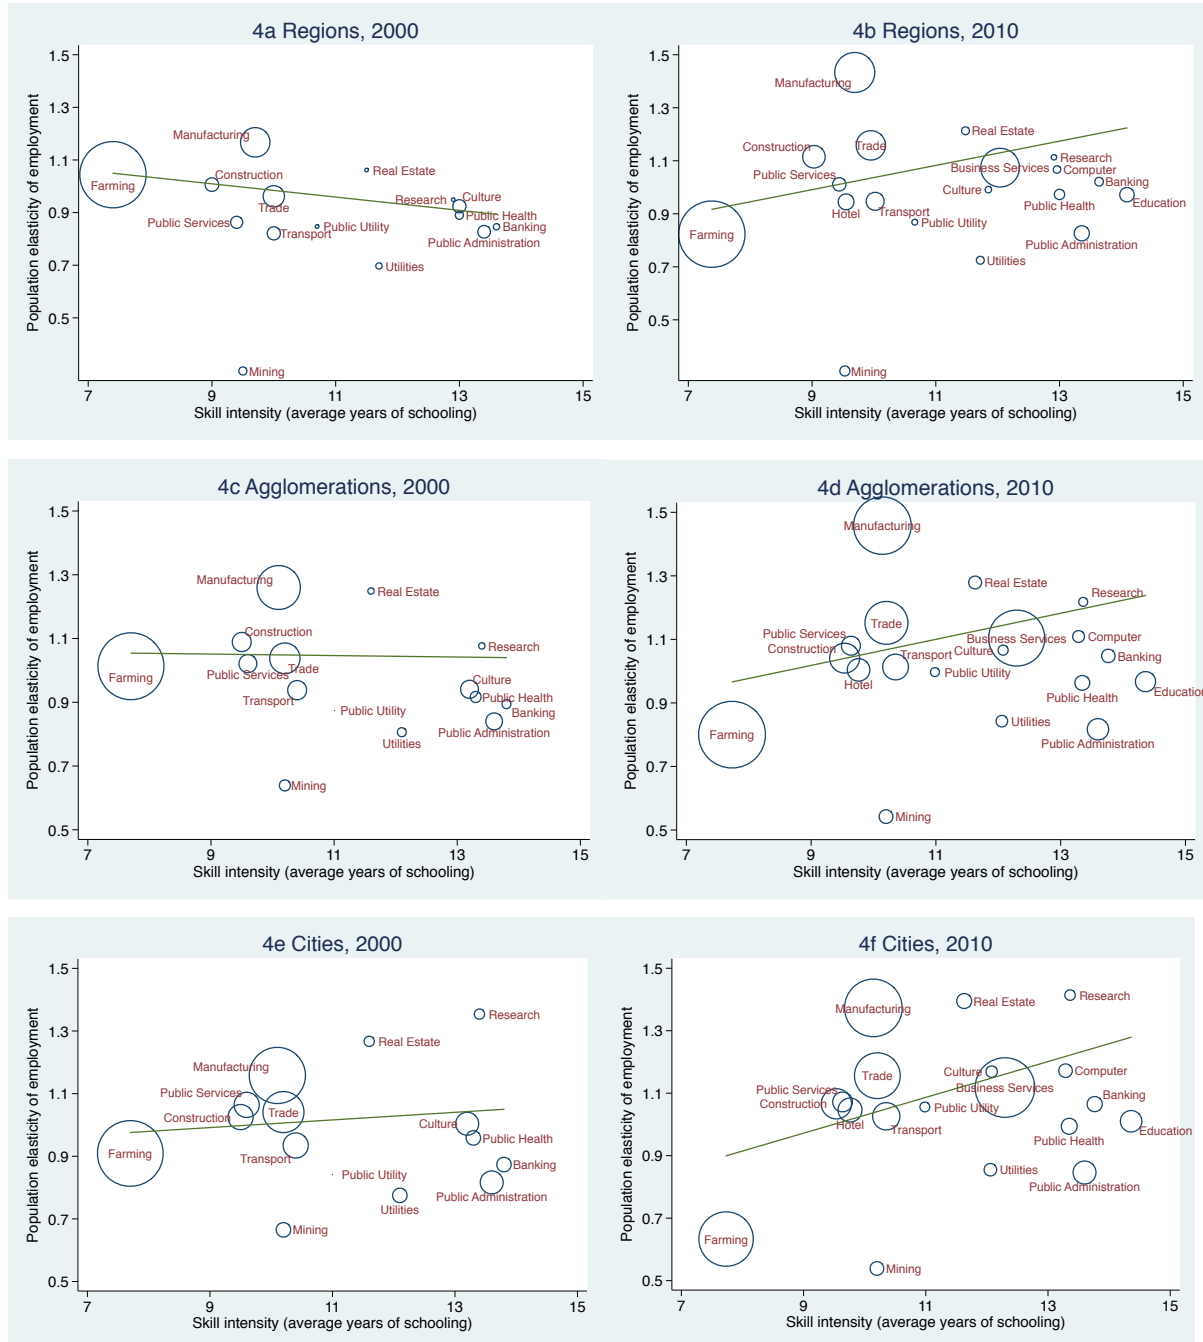 4a Regions, 2000
Population elasticity of employment
1.5
1.3
1.1
0.9
0.7
0.5
Manufacturing
Farming
Construction
Real Estate
Research
Culture
Trade
Public Services
Public Health
Transport
Public Utility
Banking
Public Administration
Utilities
Mining
7
9
11
13
15
Skill intensity (average years of schooling)
4b Regions, 2010
Population elasticity of employment
1.5
1.3
1.1
0.9
0.7
0.5
Manufacturing
Real Estate
Construction
Trade
Research
Business Services
Computer
Public Services
Banking
Culture
Public Health
Education
Hotel
Transport
Public Utility
Farming
Public Administration
Utilities
Mining
7
9
11
13
15
Skill intensity (average years of schooling)
4c Agglomerations, 2000
Population elasticity of employment
1.5
1.3
1.1
0.9
0.7
0.5
Manufacturing
Real Estate
Construction
Research
Trade
Public Services
Farming
Culture
Transport
Public Health
Public Utility
Banking
Public Administration
Utilities
Mining
7
9
11
13
15
Skill intensity (average years of schooling)
4d Agglomerations, 2010
Population elasticity of employment
1.5
1.3
1.1
0.9
0.7
0.5
Manufacturing
Real Estate
Research
Trade
Public Services
Business Services
Computer
Construction
Culture
Transport
Banking
Hotel
Public Utility
Public Health
Education
Utilities
Farming
Public Administration
Mining
7
9
11
13
15
Skill intensity (average years of schooling)
4e Cities, 2000
Population elasticity of employment
1.5
1.3
1.1
0.9
0.7
0.5
Research
Real Estate
Manufacturing
Public Services
Construction
Trade
Culture
Public Health
Farming
Transport
Banking
Public Utility
Public Administration
Utilities
Mining
7
9
11
13
15
Skill intensity (average years of schooling)
4f Cities, 2010
Population elasticity of employment
1.5
1.3
1.1
0.9
0.7
0.5
Manufacturing
Real Estate
Research
Trade
Culture
Computer
Public Services
Business Services
Banking
Construction
Public Utility
Hotel
Transport
Education
Public Health
Utilities
Public Administration
Farming
Mining
7
9
11
13
15
Skill intensity (average years of schooling)